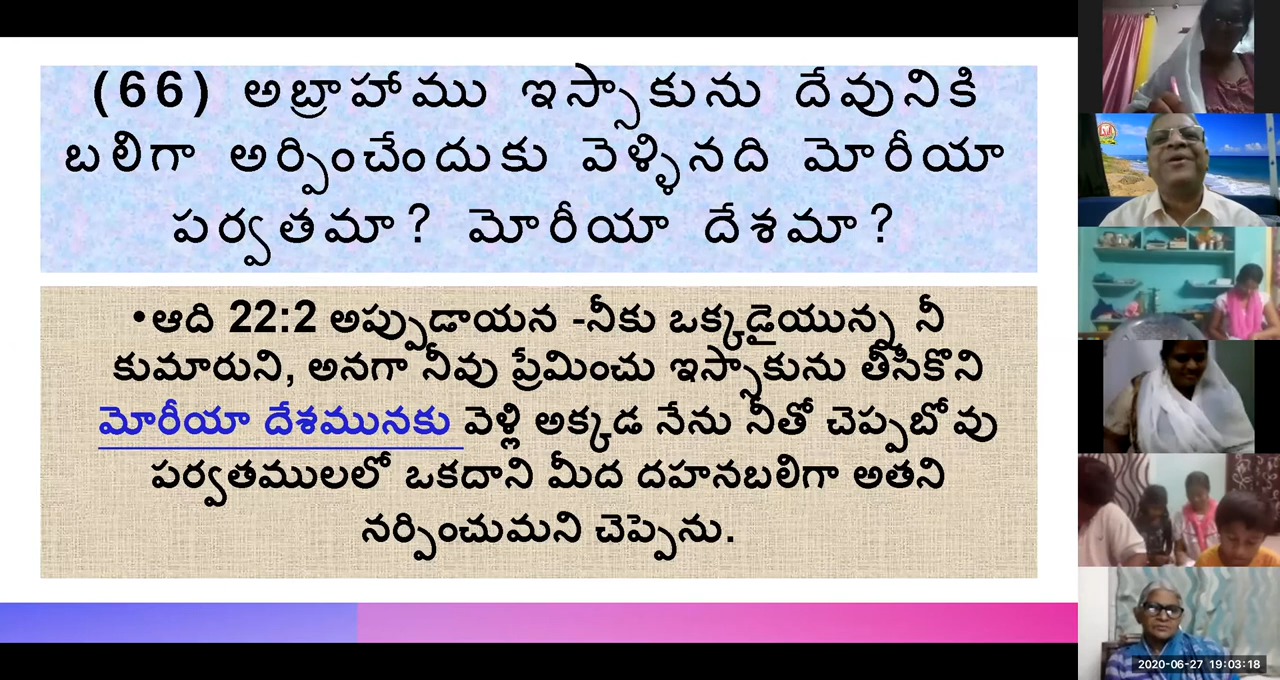 (66) అబ్రాహాము ఇస్సాకును దేవునికి
బలిగా అర్పించేందుకు వెళ్ళినది మోరీయా
పర్వతమా? మోరీయా దేశమా?
•ఆది 22:2 అప్పుడాయన -నీకు ఒక్కడైయున్న నీ
కుమారుని, అనగా నీవు ప్రేమించు ఇస్సాకును తీసికొని
మోరీయా దేశమునకు వెళ్లి అక్కడ నేను నీతో చెప్పబోవు
పర్వతములలో ఒకదాని మీద దహనబలిగా అతని
నర్పించుమని చెప్పెను.
2020-06-27 19:03:18